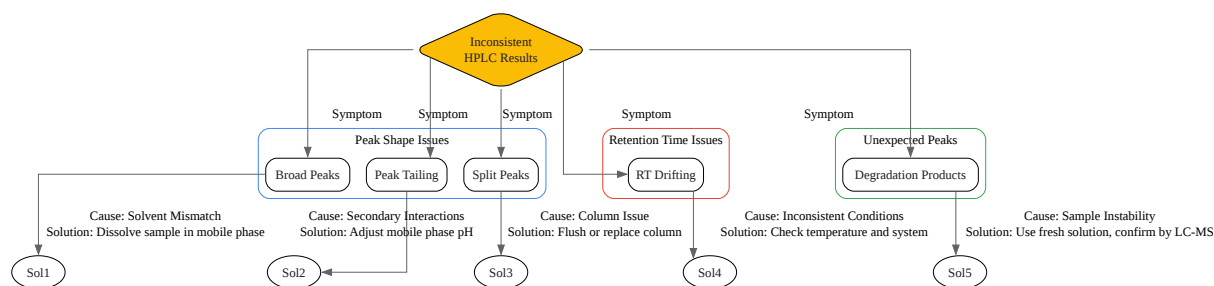 Inconsistent
HPLC Results
Symptom
Symptom
Symptom
Symptom
Symptom
Peak Shape Issues
Retention Time Issues
Unexpected Peaks
Broad Peaks
Peak Tailing
Split Peaks
RT Drifting
Degradation Products
Cause: Solvent Mismatch
Solution: Dissolve sample in mobile phase
Cause: Secondary Interactions
Solution: Adjust mobile phase pH
Cause: Column Issue
Solution: Flush or replace column
Cause: Inconsistent Conditions
Solution: Check temperature and system
Cause: Sample Instability
Solution: Use fresh solution, confirm by LC-MS
Sol1
Sol2
Sol3
Sol4
Sol5